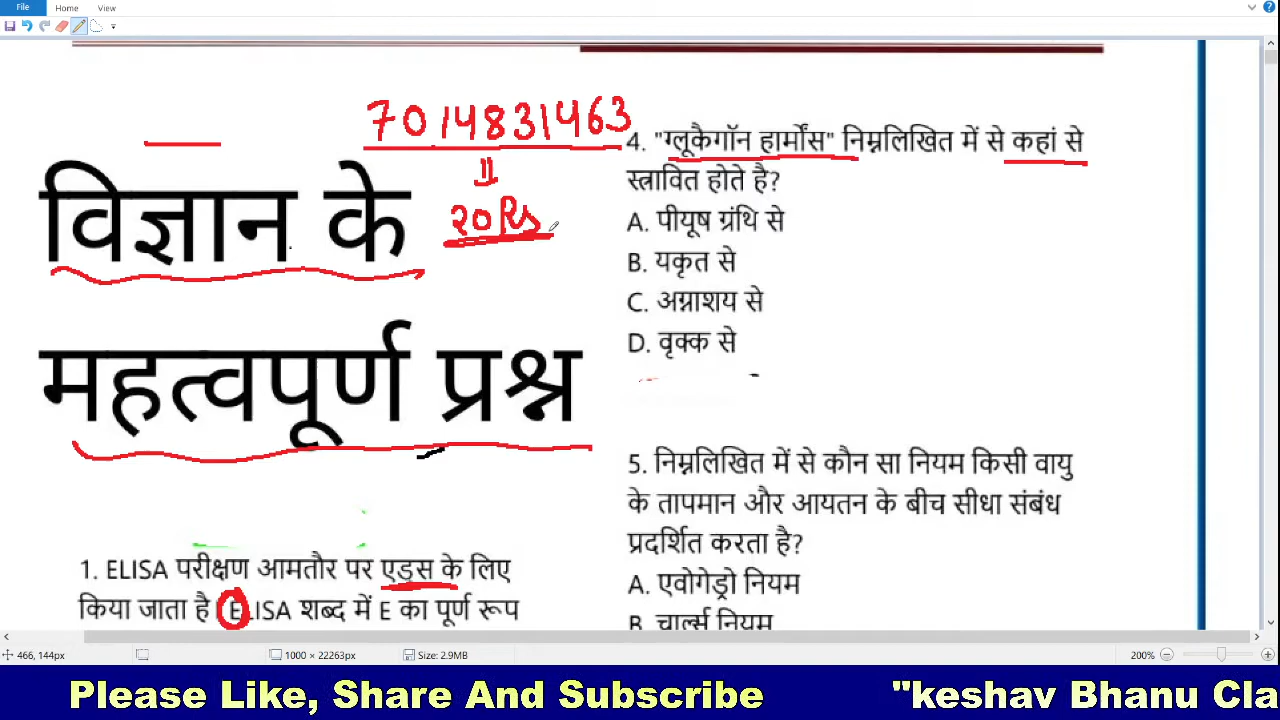 File
Home
View
7014831463
20 Rs
विज्ञान के
महत्वपूर्ण प्रश्न
1. ELISA परीक्षण आमतौर पर एड्स के लिए
किया जाता है ELISA शब्द में E का पूर्ण रूप
4. "ग्लूकैगॉन हार्मोंस" निम्नलिखित में से कहां से
स्त्रावित होते है?
A. पीयूष ग्रंथि से
B. यकृत से
C. अग्नाशय से
D. वृक्क से
5. निम्नलिखित में से कौन सा नियम किसी वायु
के तापमान और आयतन के बीच सीधा संबंध
प्रदर्शित करता है?
A. एवोगेड्रो नियम
B. चार्ल्स नियम
466, 144px
1000 × 22263px
Size: 2.9MB
200%
Please Like, Share And Subscribe
"keshav Bhanu Cla